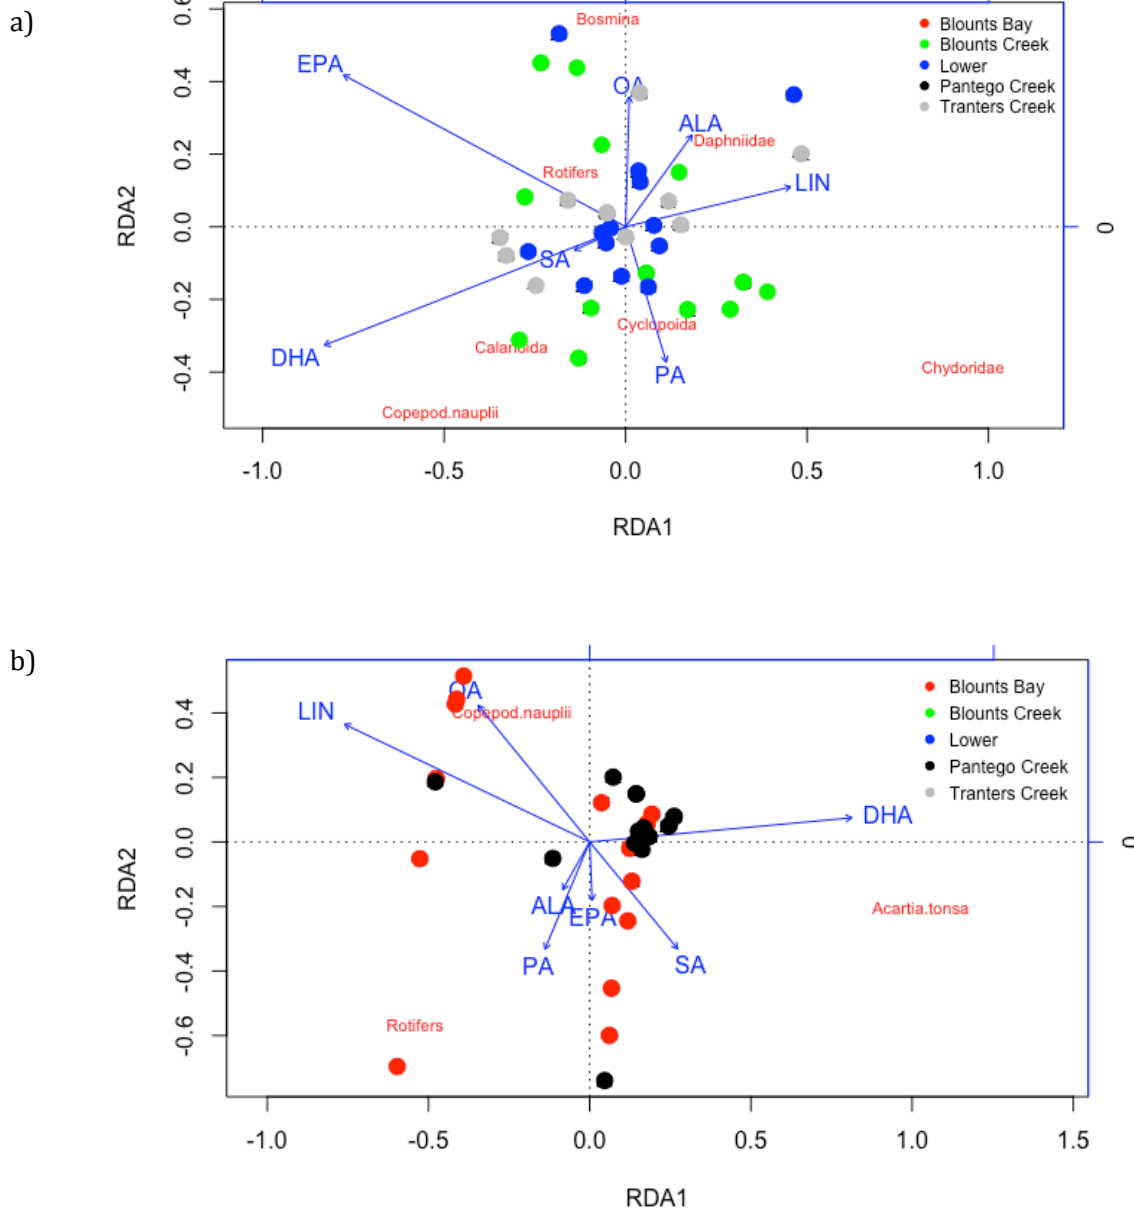 a)
0.6
0.4
0.2
0.0
-0.2
-0.4
RDA2
Bosmina
EPA
OA
ALA
Daphniidae
Rotifers
LIN
SA
DHA
Calanoida
Cyclopoida
PA
Chydoridae
Copepod.nauplii
Blounts Bay
Blounts Creek
Lower
Pantego Creek
Tranters Creek
0
-1.0 -0.5 0.0 0.5 1.0
RDA1
b)
0.4
0.2
0.0
-0.2
-0.4
-0.6
RDA2
OA
LIN
Copepod.nauplii
DHA
ALA
EPA
Acartia.tonsa
PA
SA
Rotifers
Blounts Bay
Blounts Creek
Lower
Pantego Creek
Tranters Creek
0
-1.0 -0.5 0.0 0.5 1.0 1.5
RDA1